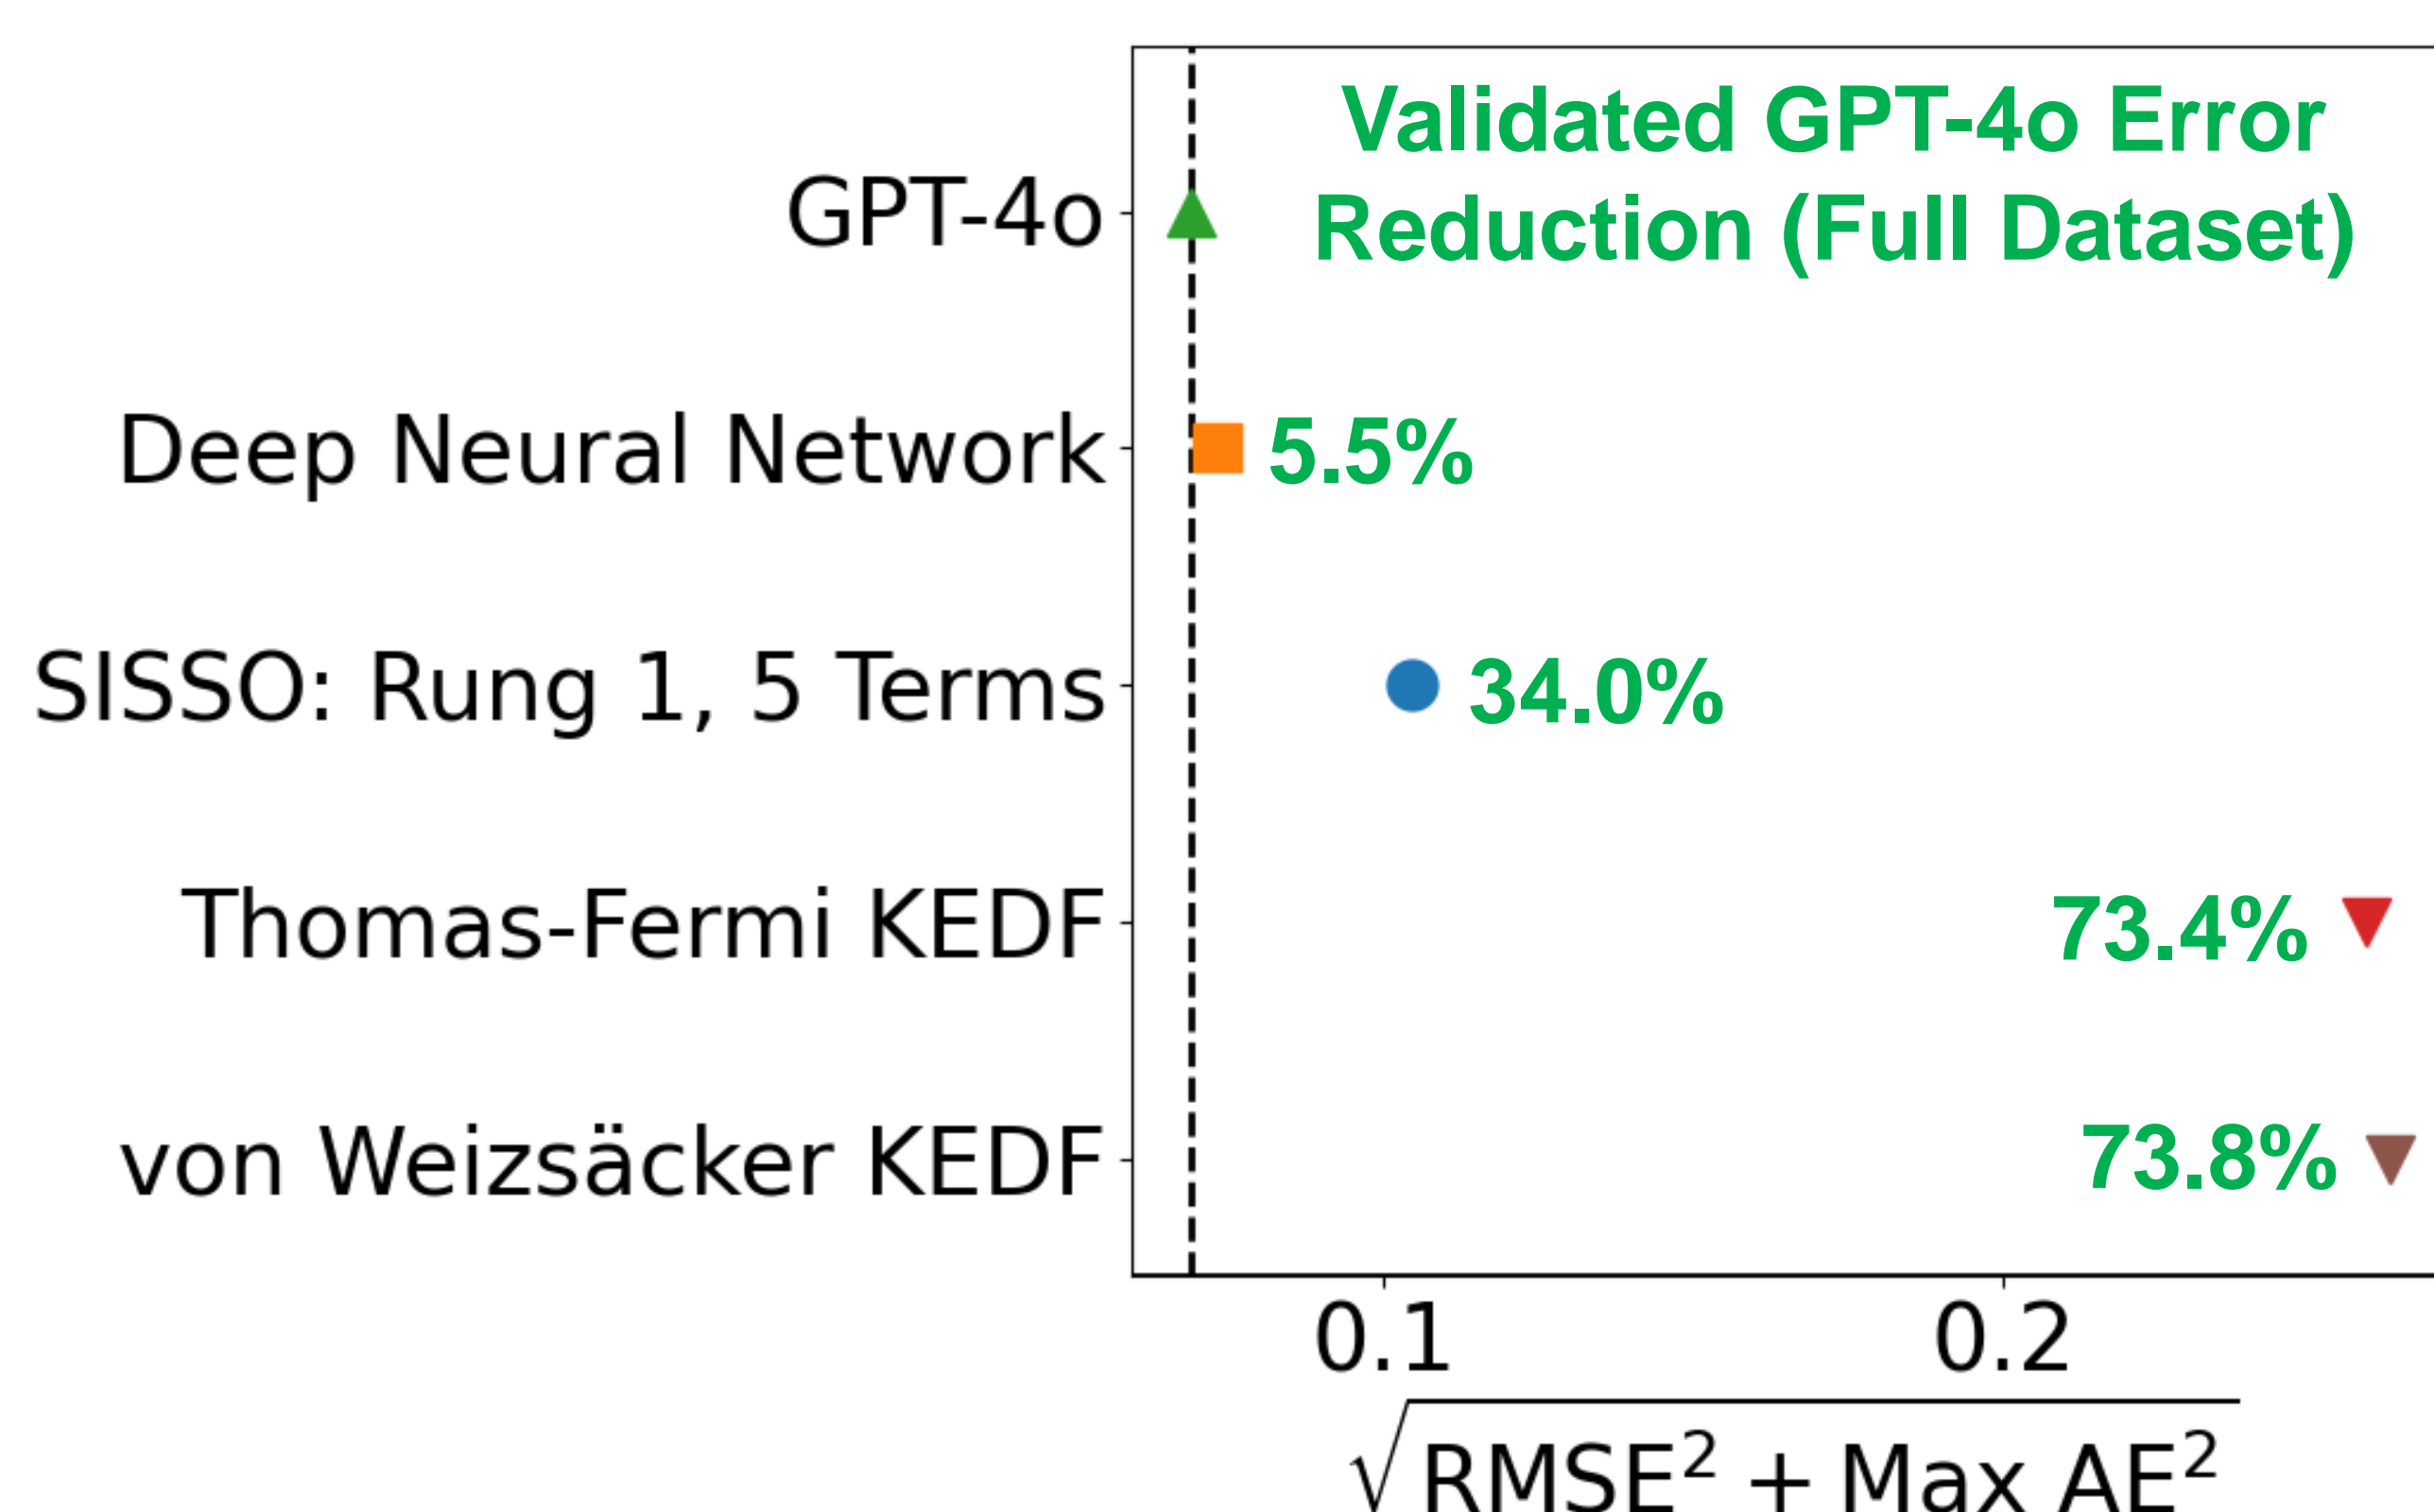 Validated GPT-4o Error
Reduction (Full Dataset)
GPT-4o
Deep Neural Network
5.5%
SISSO: Rung 1, 5 Terms
34.0%
Thomas-Fermi KEDF
73.4%
von Weizsäcker KEDF
73.8%
0.1
0.2
√RMSE² + Max AE²